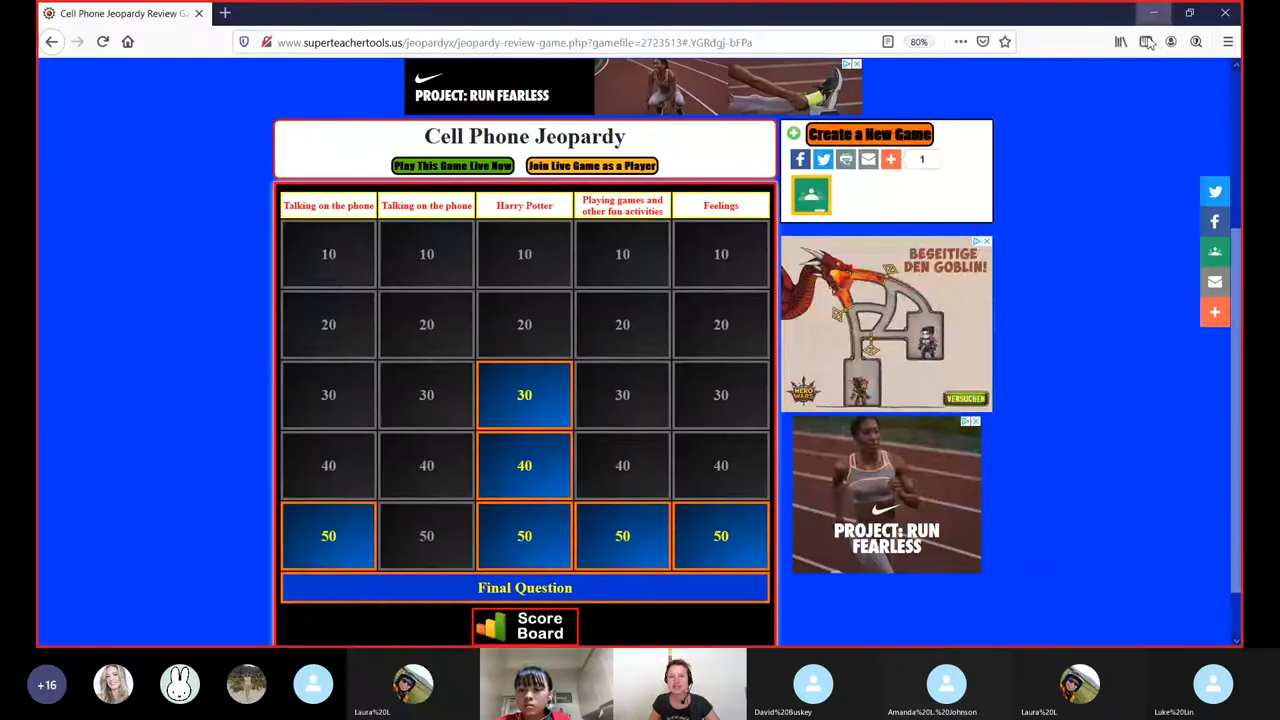 Cell Phone Jeopardy Review Ga
www.superteachertools.us/jeopardyx/jeopardy-review-game.php?gamefile=2723513#.YGRdgj-bFPa
80%
PROJECT: RUN FEARLESS
Cell Phone Jeopardy
Play This Game Live Now
Join Live Game as a Player
Create a New Game
1
Talking on the phone
Talking on the phone
Harry Potter
Playing games and
other fun activities
Feelings
10 10 10 10 10
20 20 20 20 20
30 30 30 30 30
40 40 40 40 40
50 50 50 50 50
Final Question
Score
Board
BESEITIGE
DEN GOBLIN!
HERO
WARS
VERSUCHEN
PROJECT: RUN
FEARLESS
+16
Laura%20L
David%20Buskey
Amanda%20L.%20Johnson
Laura%20L
Luke%20Lin